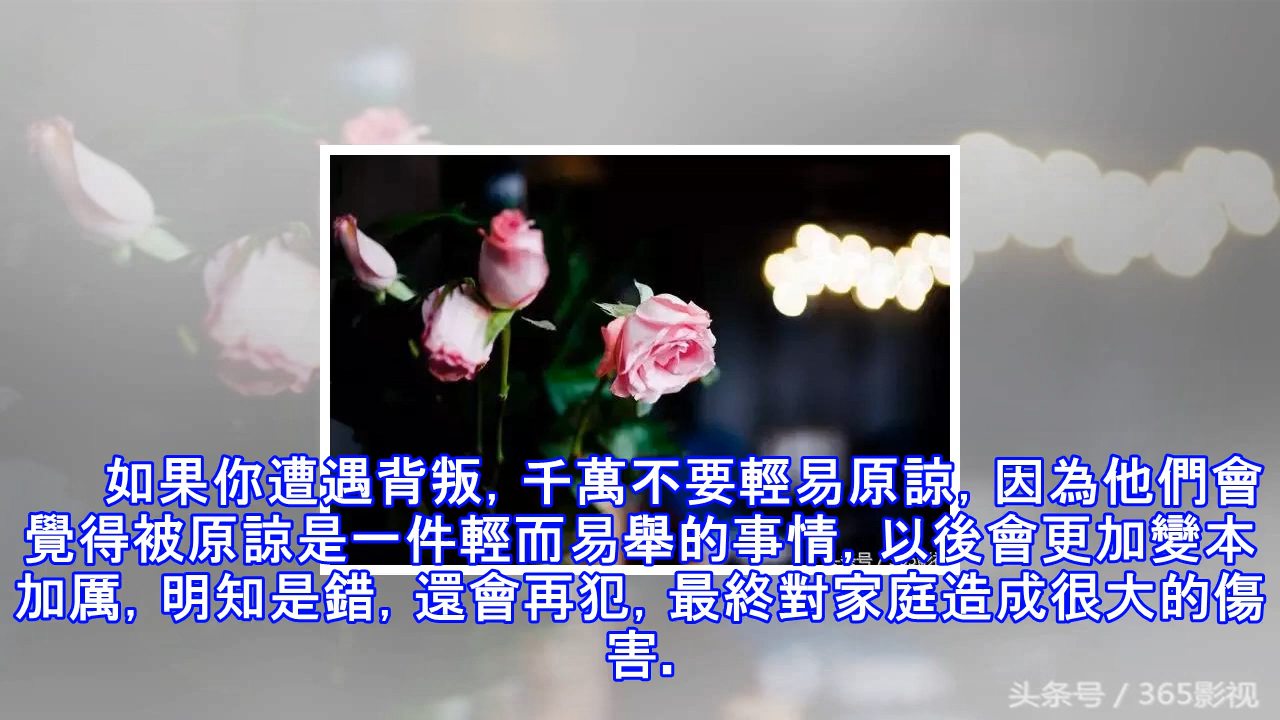 如果你遭遇背叛, 千萬不要輕易原諒, 因為他們會
覺得被原諒是一件輕而易舉的事情, 以後會更加變本
加厲, 明知是錯, 還會再犯, 最終對家庭造成很大的傷
害.
头条号 / 365影视